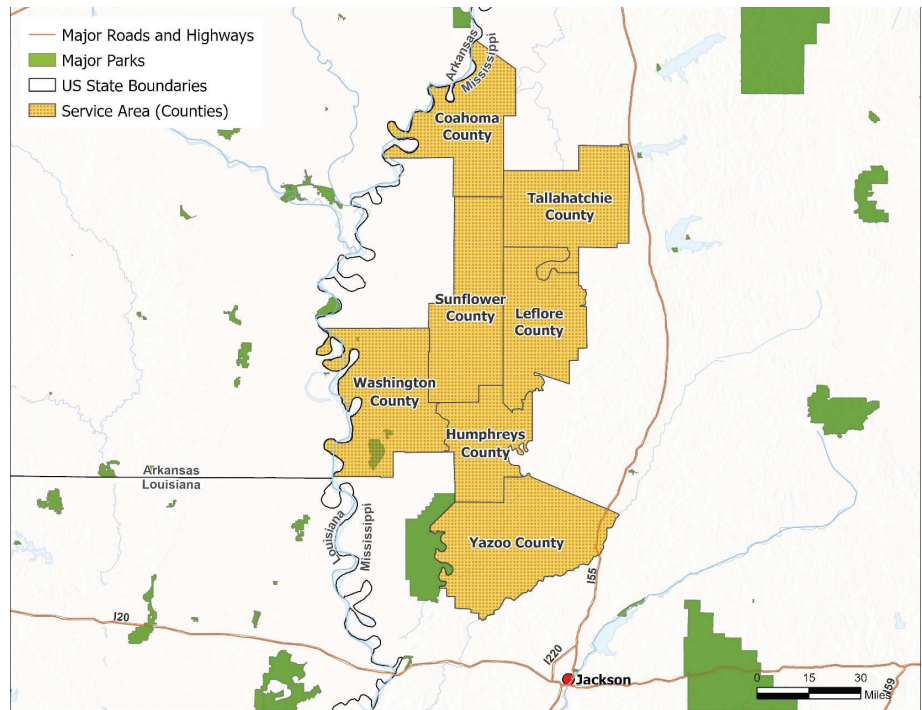 Major Roads and Highways
Major Parks
US State Boundaries
Service Area (Counties)
Arkansas
Mississippi
Coahoma
County
Tallahatchie
County
Sunflower
County
Leflore
County
Washington
County
Humphreys
County
Arkansas
Louisiana
Louisiana
Mississippi
Yazoo County
I55
I20
I220
Jackson
0 15 30
Miles
I59